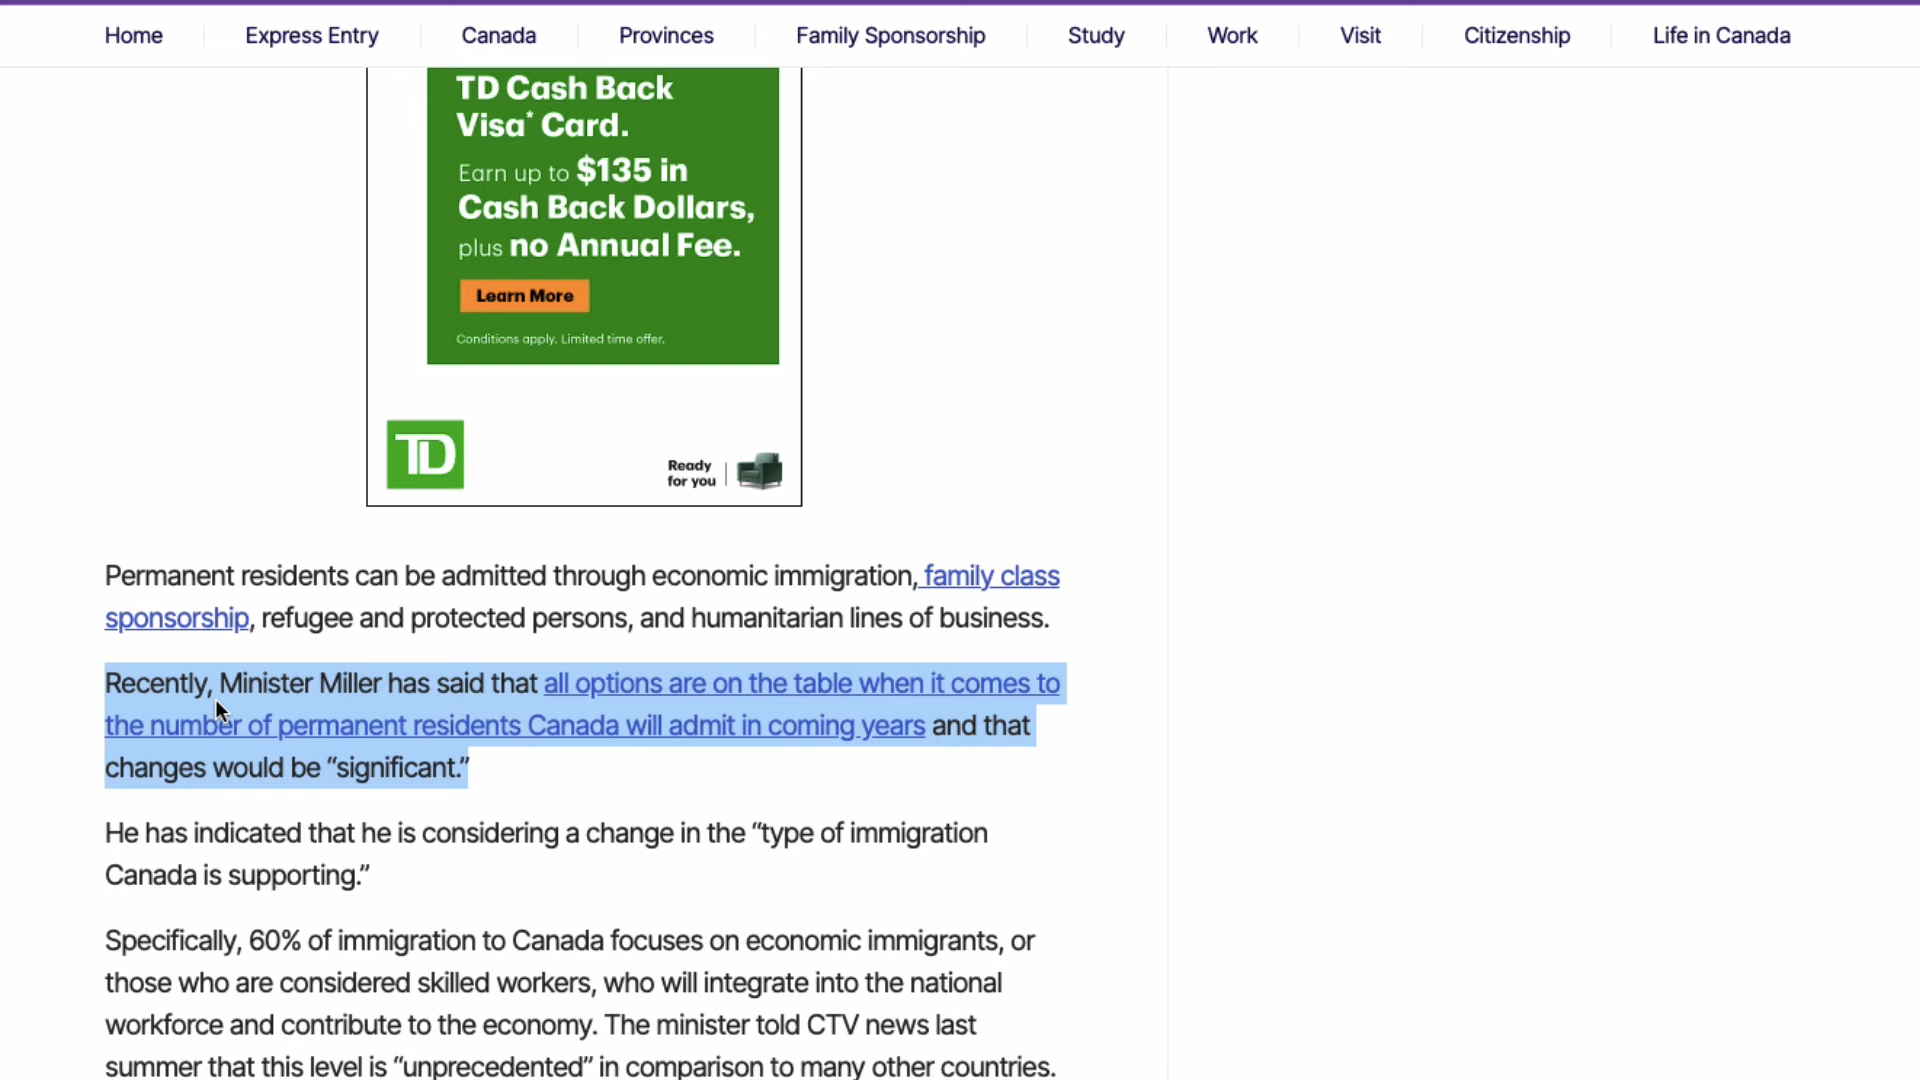 Home Express Entry Canada Provinces Family Sponsorship Study Work Visit Citizenship Life in Canada
TD Cash Back
Visa* Card.
Earn up to $135 in
Cash Back Dollars,
plus no Annual Fee.
Learn More
Conditions apply. Limited time offer.
TD
Ready
for you
Permanent residents can be admitted through economic immigration, family class
sponsorship, refugee and protected persons, and humanitarian lines of business.
Recently, Minister Miller has said that all options are on the table when it comes to
the number of permanent residents Canada will admit in coming years and that
changes would be “significant.”
He has indicated that he is considering a change in the “type of immigration
Canada is supporting.”
Specifically, 60% of immigration to Canada focuses on economic immigrants, or
those who are considered skilled workers, who will integrate into the national
workforce and contribute to the economy. The minister told CTV news last
summer that this level is “unprecedented” in comparison to many other countries.